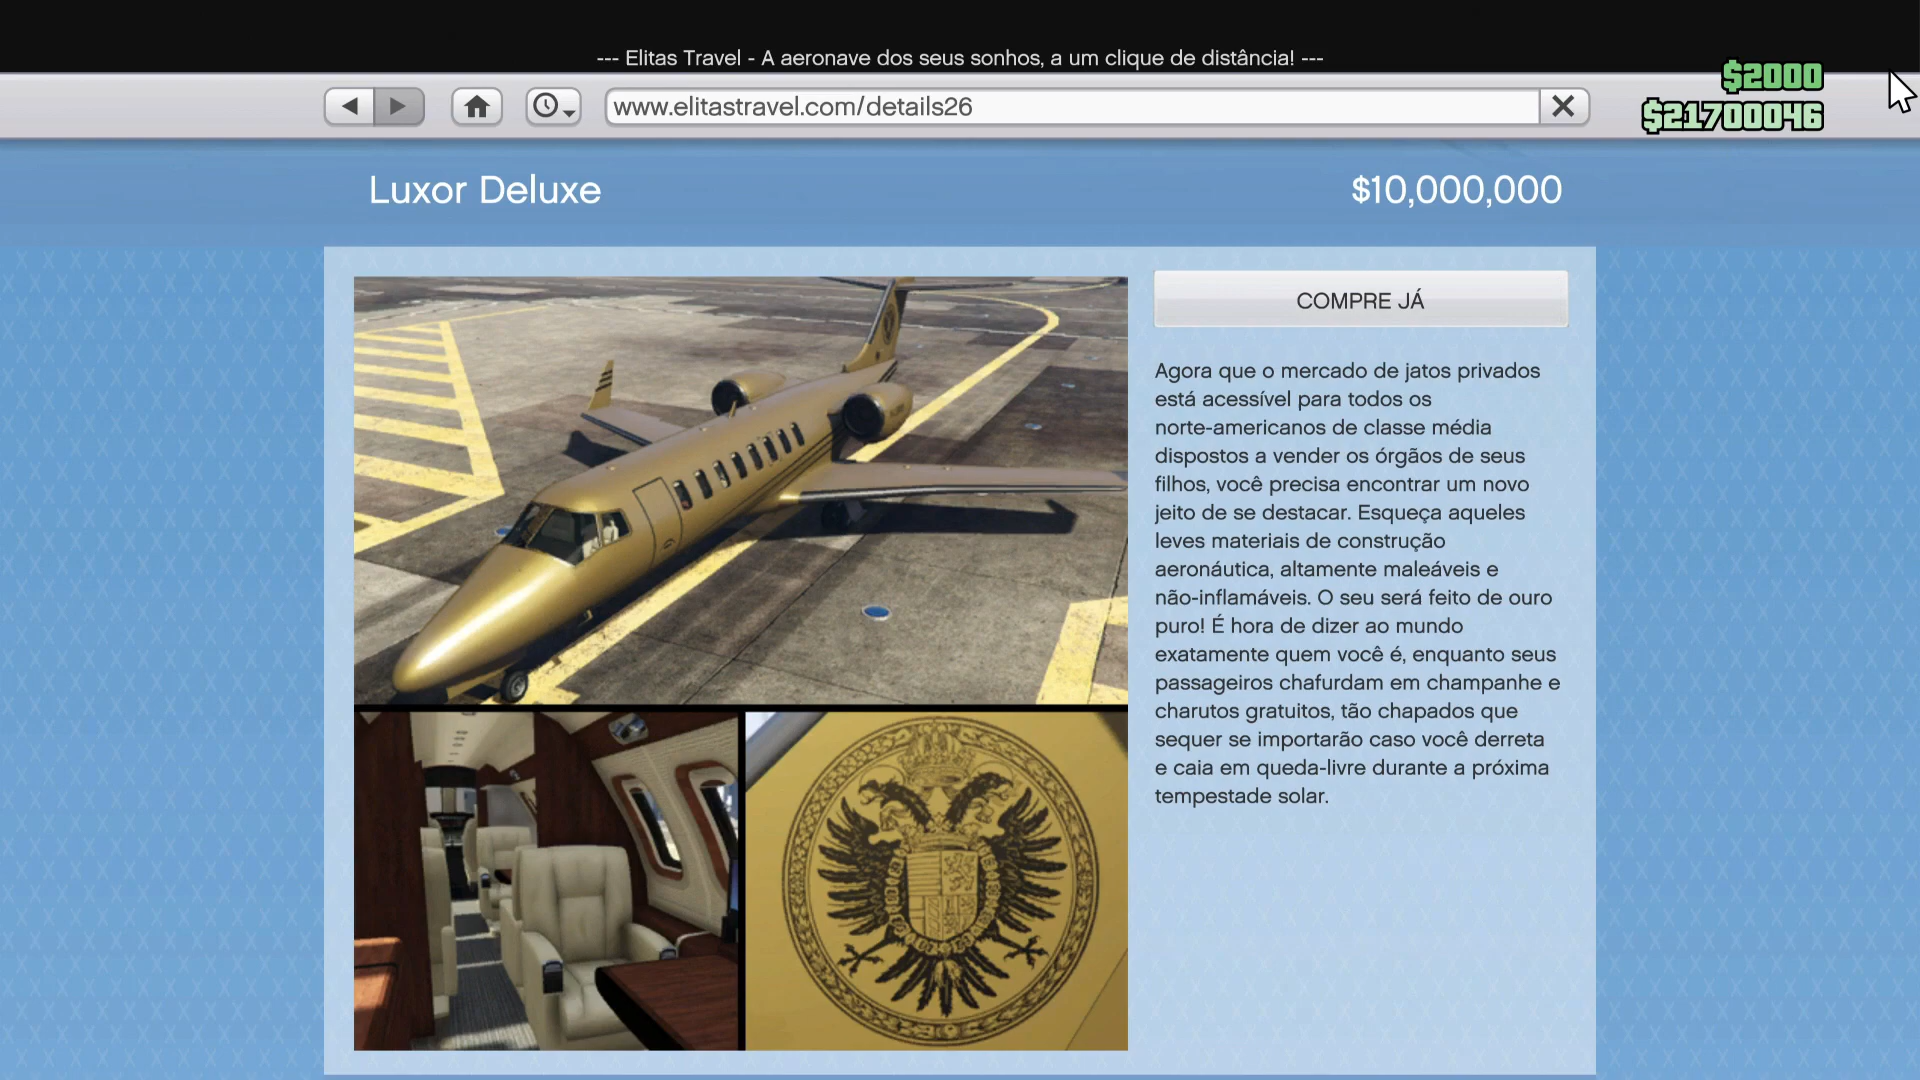 --- Elitas Travel - A aeronave dos seus sonhos, a um clique de distância! ---
$2000
www.elitastravel.com/details26
$21700046
Luxor Deluxe
$10,000,000
COMPRE JÁ
Agora que o mercado de jatos privados
está acessível para todos os
norte-americanos de classe média
dispostos a vender os órgãos de seus
filhos, você precisa encontrar um novo
jeito de se destacar. Esqueça aqueles
leves materiais de construção
aeronáutica, altamente maleáveis e
não-inflamáveis. O seu será feito de ouro
puro! É hora de dizer ao mundo
exatamente quem você é, enquanto seus
passageiros chafurdam em champanhe e
charutos gratuitos, tão chapados que
sequer se importarão caso você derreta
e caia em queda-livre durante a próxima
tempestade solar.